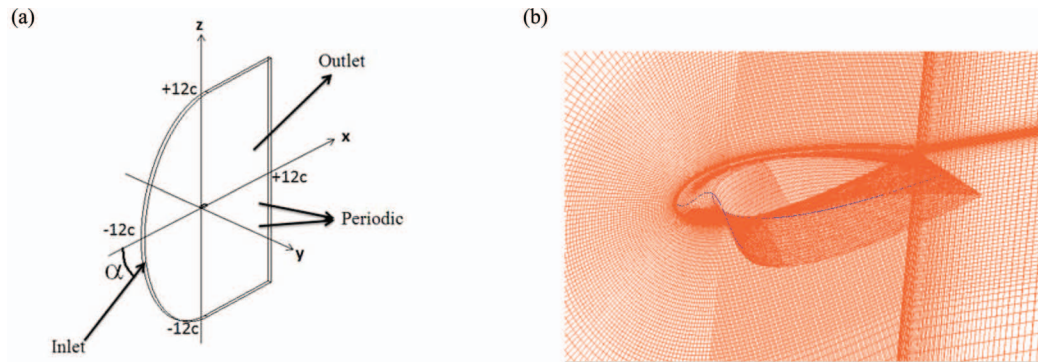 (a)
(b)
z
Outlet
+12c
x
+12c
Periodic
-12c
y
α
-12c
Inlet